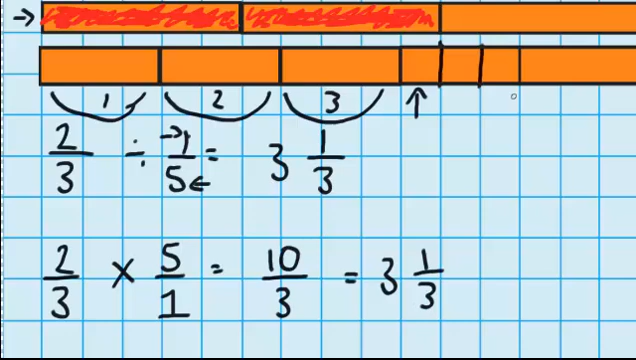 1 2 3
2/3 ÷ 1/5 = 3 1/3
2/3 × 5/1 = 10/3 = 3 1/3